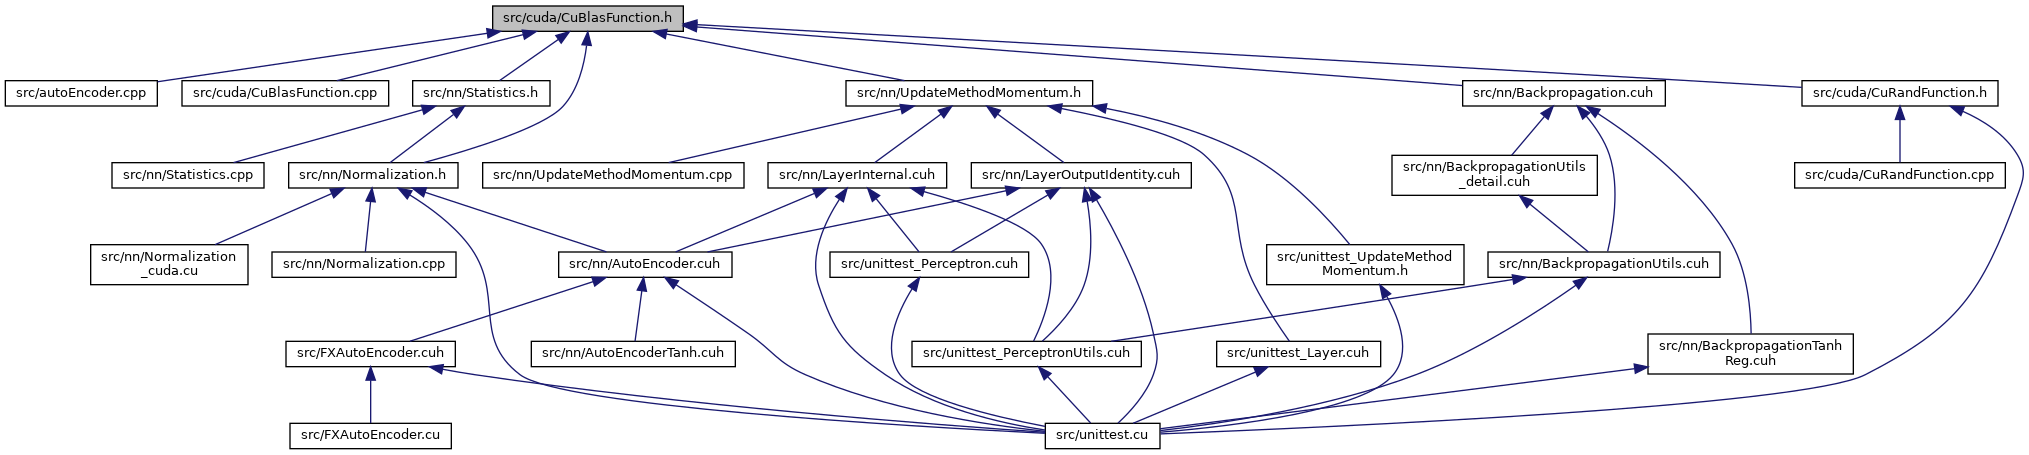 src/cuda/CuBlasFunction.h
src/autoEncoder.cpp
src/cuda/CuBlasFunction.cpp
src/nn/Statistics.h
src/nn/UpdateMethodMomentum.h
src/nn/Backpropagation.cuh
src/cuda/CuRandFunction.h
src/nn/Statistics.cpp
src/nn/Normalization.h
src/nn/UpdateMethodMomentum.cpp
src/nn/LayerInternal.cuh
src/nn/LayerOutputIdentity.cuh
src/nn/BackpropagationUtils
_detail.cuh
src/cuda/CuRandFunction.cpp
src/nn/Normalization
_cuda.cu
src/nn/Normalization.cpp
src/nn/AutoEncoder.cuh
src/unittest_Perceptron.cuh
src/unittest_UpdateMethod
Momentum.h
src/nn/BackpropagationUtils.cuh
src/FXAutoEncoder.cuh
src/nn/AutoEncoderTanh.cuh
src/unittest_PerceptronUtils.cuh
src/unittest_Layer.cuh
src/nn/BackpropagationTanh
Reg.cuh
src/FXAutoEncoder.cu
src/unittest.cu